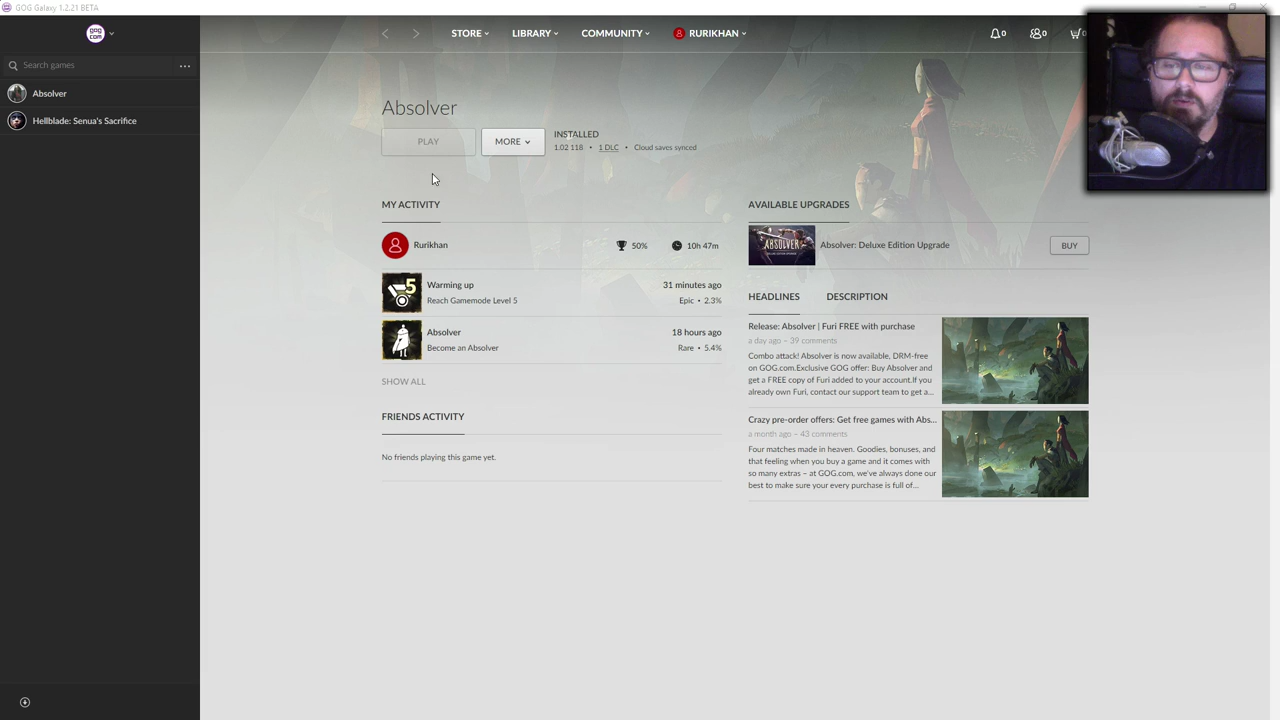 GOG Galaxy 1.2.21 BETA
gog
com
STORE
LIBRARY
COMMUNITY
RURIKHAN
0
0
0
Search games
Absolver
Hellblade: Senua's Sacrifice
Absolver
PLAY
MORE
INSTALLED
1.02 118 • 1 DLC • Cloud saves synced
MY ACTIVITY
Rurikhan 50% 10h 47m
5
Warming up 31 minutes ago
Reach Gamemode Level 5 Epic • 2.3%
Absolver 18 hours ago
Become an Absolver Rare • 5.4%
SHOW ALL
FRIENDS ACTIVITY
No friends playing this game yet.
AVAILABLE UPGRADES
ABSOLVER
Absolver: Deluxe Edition Upgrade BUY
HEADLINES DESCRIPTION
Release: Absolver | Furi FREE with purchase
a day ago – 39 comments
Combo attack! Absolver is now available, DRM-free
on GOG.com.Exclusive GOG offer: Buy Absolver and
get a FREE copy of Furi added to your account.If you
already own Furi, contact our support team to get a...
Crazy pre-order offers: Get free games with Abs...
a month ago – 43 comments
Four matches made in heaven. Goodies, bonuses, and
that feeling when you buy a game and it comes with
so many extras – at GOG.com, we've always done our
best to make sure your every purchase is full of...